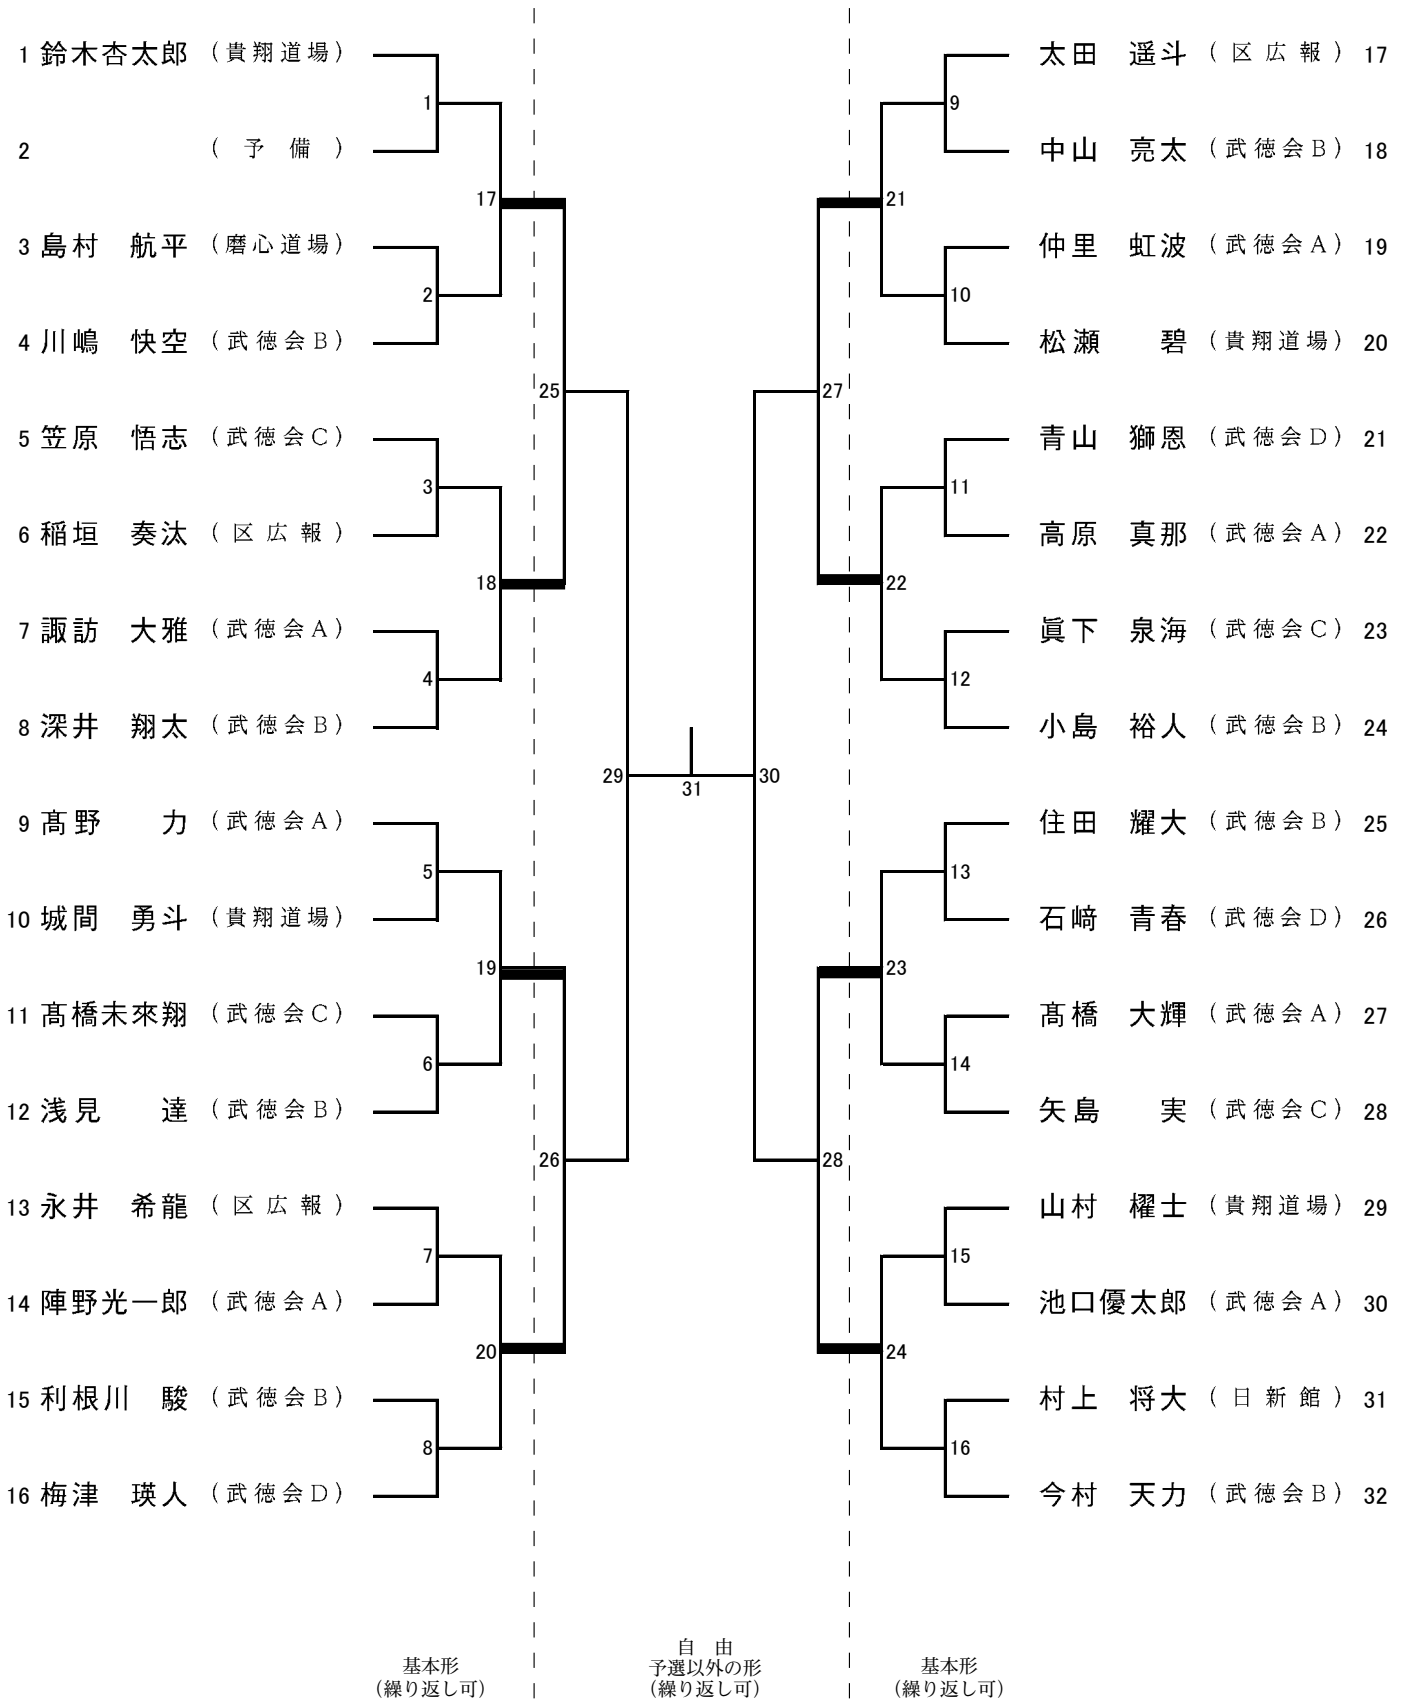 1 鈴木杏太郎 （貴翔道場）
2 （予備）
3 島村 航平 （磨心道場）
4 川嶋 快空 （武徳会B）
5 笠原 悟志 （武徳会C）
6 稲垣 奏汰 （区広報）
7 諏訪 大雅 （武徳会A）
8 深井 翔太 （武徳会B）
9 髙野 力 （武徳会A）
10 城間 勇斗 （貴翔道場）
11 髙橋未來翔 （武徳会C）
12 浅見 達 （武徳会B）
13 永井 希龍 （区広報）
14 陣野光一郎 （武徳会A）
15 利根川 駿 （武徳会B）
16 梅津 瑛人 （武徳会D）
1
2
3
4
5
6
7
8
17
18
19
20
25
26
29
31
30
27
28
21
22
23
24
9
10
11
12
13
14
15
16
太田 遥斗 （区広報） 17
中山 亮太 （武徳会B） 18
仲里 虹波 （武徳会A） 19
松瀬 碧 （貴翔道場） 20
青山 獅恩 （武徳会D） 21
高原 真那 （武徳会A） 22
眞下 泉海 （武徳会C） 23
小島 裕人 （武徳会B） 24
住田 耀大 （武徳会B） 25
石﨑 青春 （武徳会D） 26
髙橋 大輝 （武徳会A） 27
矢島 実 （武徳会C） 28
山村 櫂士 （貴翔道場） 29
池口優太郎 （武徳会A） 30
村上 将大 （日新館） 31
今村 天力 （武徳会B） 32
基本形
（繰り返し可）
自 由
予選以外の形
（繰り返し可）
基本形
（繰り返し可）